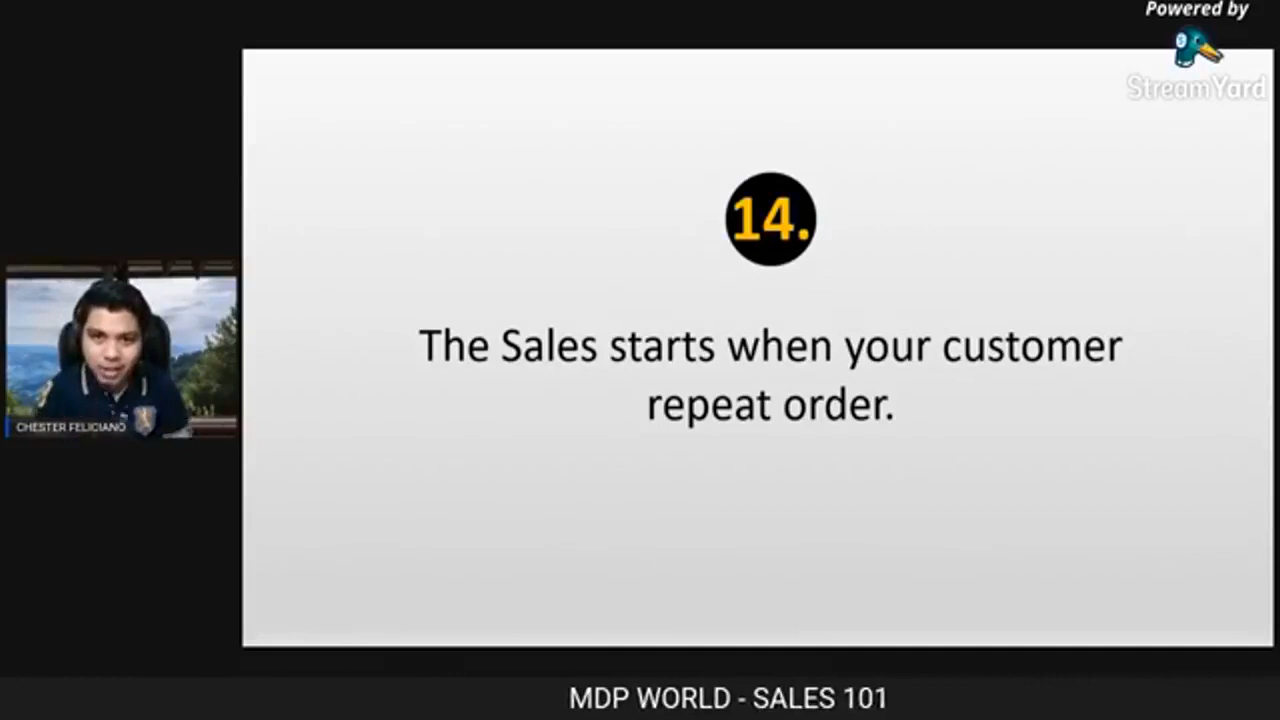 Powered by
StreamYard
14.
The Sales starts when your customer
repeat order.
CHESTER FELICIANO
MDP WORLD - SALES 101